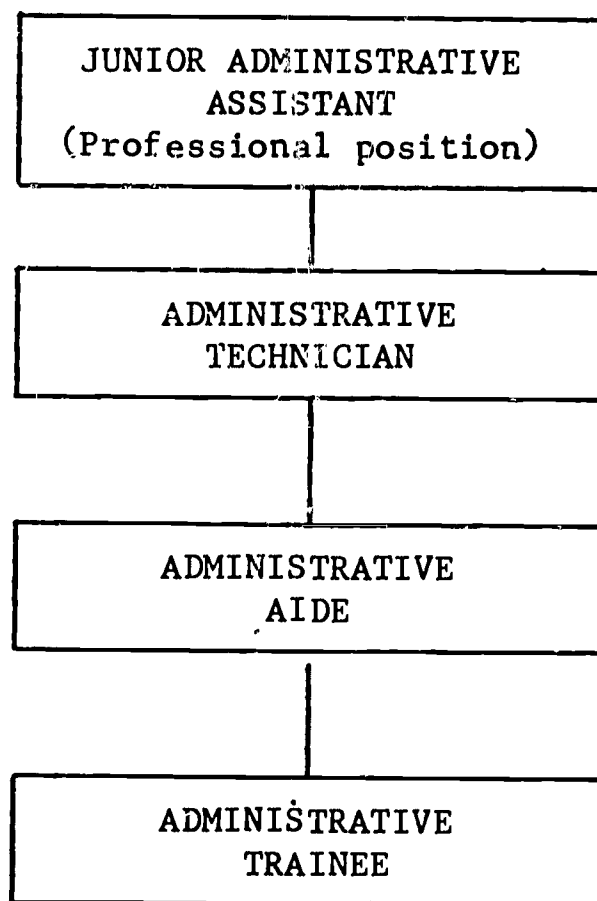 JUNIOR ADMINISTRATIVE
ASSISTANT
(Professional position)
ADMINISTRATIVE
TECHNICIAN
ADMINISTRATIVE
AIDE
ADMINISTRATIVE
TRAINEE